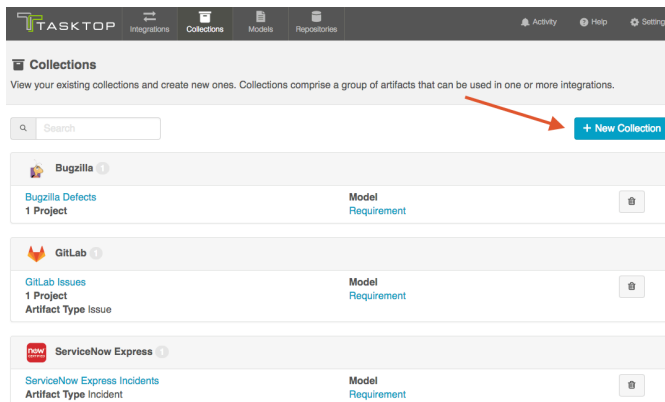 TASKTOP
Integrations
Collections
Models
Repositories
Activity
Help
Setting
Collections
View your existing collections and create new ones. Collections comprise a group of artifacts that can be used in one or more integrations.
Search
+ New Collection
Bugzilla 1
Bugzilla Defects
1 Project
Model
Requirement
GitLab 1
GitLab Issues
1 Project
Artifact Type Issue
Model
Requirement
now
ServiceNow Express 1
ServiceNow Express Incidents
Artifact Type Incident
Model
Requirement